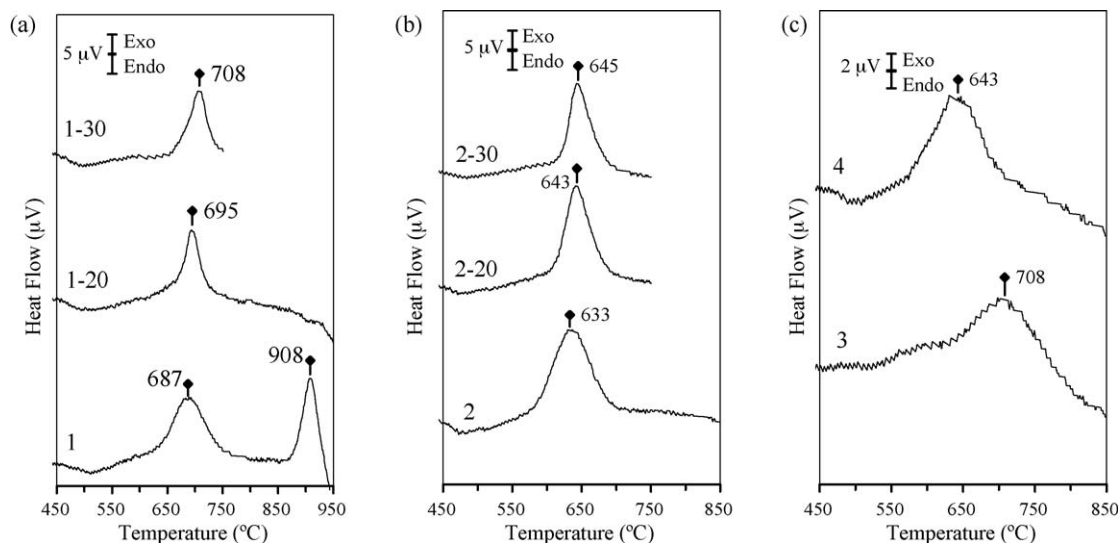 (a)
5 μV
Exo
Endo
708
1-30
695
1-20
908
687
1
Heat Flow (μV)
450 550 650 750 850 950
Temperature (ºC)
(b)
5 μV
Exo
Endo
645
2-30
643
2-20
633
2
Heat Flow (μV)
450 550 650 750 850
Temperature (ºC)
(c)
2 μV
Exo
Endo
643
4
708
3
Heat Flow (μV)
450 550 650 750 850
Temperature (ºC)